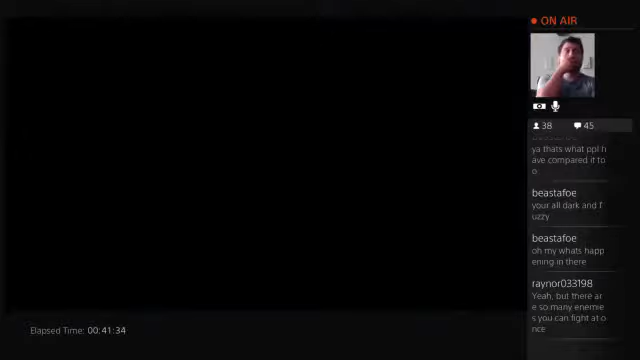 ON AIR
38 45
ya thats what ppl h
ave compared it to
o
beastafoe
your all dark and f
uzzy
beastafoe
oh my whats happ
ening in there
raynor033198
Yeah, but there ar
e so many enemie
s you can fight at o
nce
Elapsed Time: 00:41:34